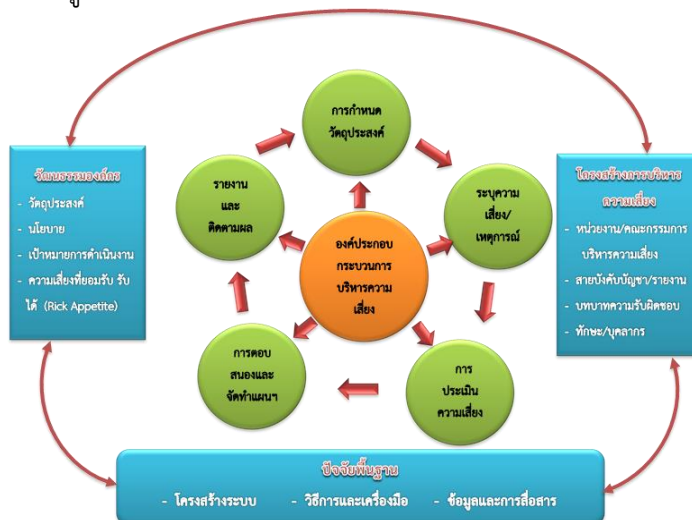 การกำหนด
วัตถุประสงค์
วัฒนธรรมองค์กร
- วัตถุประสงค์
- นโยบาย
- เป้าหมายการดำเนินงาน
- ความเสี่ยงที่ยอมรับ รับ
ได้ (Rick Appetite)
รายงาน
และ
ติดตามผล
ระบุความ
เสี่ยง/
เหตุการณ์
โครงสร้างการบริหาร
ความเสี่ยง
- หน่วยงาน/คณะกรรมการ
บริหารความเสี่ยง
- สายบังคับบัญชา/รายงาน
- บทบาทความรับผิดชอบ
- ทักษะ/บุคลากร
องค์ประกอบ
กระบวนการ
บริหารความ
เสี่ยง
การตอบ
สนองและ
จัดทำแผนฯ
การ
ประเมิน
ความเสี่ยง
ปัจจัยพื้นฐาน
- โครงสร้างระบบ - วิธีการและเครื่องมือ - ข้อมูลและการสื่อสาร